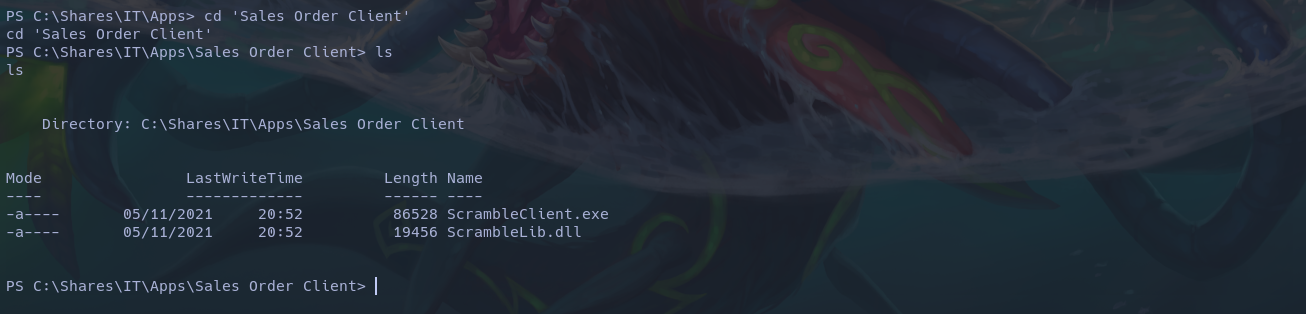 PS C:\Shares\IT\Apps> cd 'Sales Order Client'
cd 'Sales Order Client'
PS C:\Shares\IT\Apps\Sales Order Client> ls
ls
Directory: C:\Shares\IT\Apps\Sales Order Client
Mode                LastWriteTime         Length Name
----                -------------         ------ ----
-a----       05/11/2021     20:52          86528 ScrambleClient.exe
-a----       05/11/2021     20:52          19456 ScrambleLib.dll
PS C:\Shares\IT\Apps\Sales Order Client>